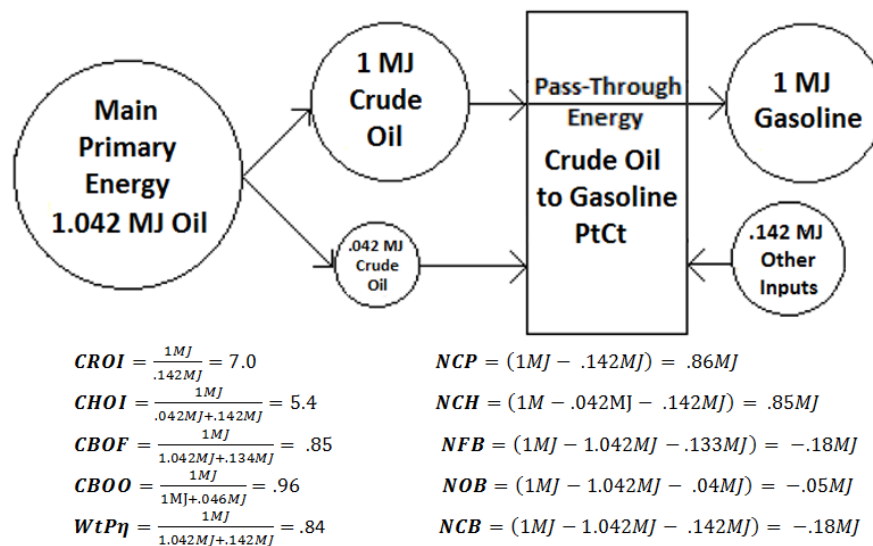 Main
Primary
Energy
1.042 MJ Oil
1 MJ
Crude
Oil
.042 MJ
Crude
Oil
Pass-Through
Energy
Crude Oil
to Gasoline
PtCt
1 MJ
Gasoline
.142 MJ
Other
Inputs
CROI = 1MJ / .142MJ = 7.0
CHOI = 1MJ / .042MJ+.142MJ = 5.4
CBOF = 1MJ / 1.042MJ+.134MJ = .85
CBOO = 1MJ / 1MJ+.046MJ = .96
WtPη = 1MJ / 1.042MJ+.142MJ = .84
NCP = (1MJ − .142MJ) = .86MJ
NCH = (1M − .042MJ − .142MJ) = .85MJ
NFB = (1MJ − 1.042MJ − .133MJ) = −.18MJ
NOB = (1MJ − 1.042MJ − .04MJ) = −.05MJ
NCB = (1MJ − 1.042MJ − .142MJ) = −.18MJ